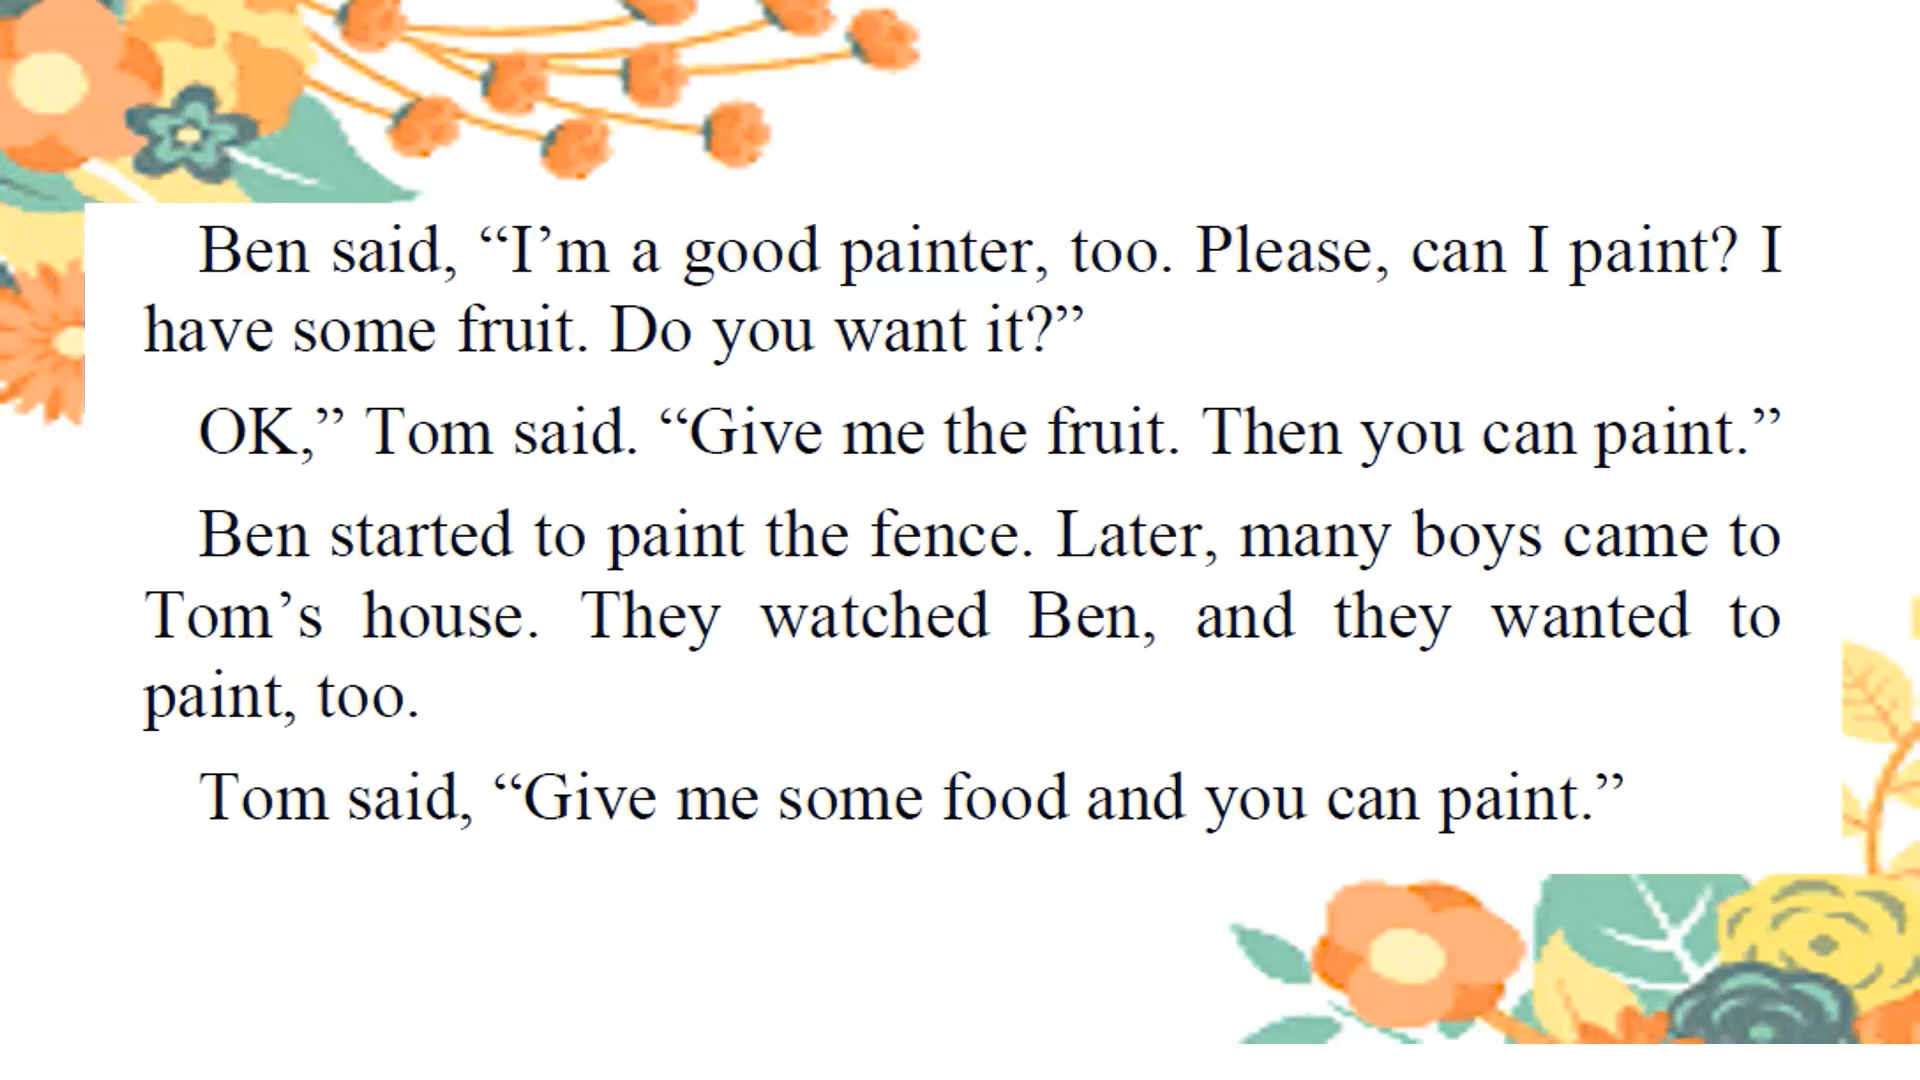 Ben said, “I’m a good painter, too. Please, can I paint? I
have some fruit. Do you want it?”
OK,” Tom said. “Give me the fruit. Then you can paint.”
Ben started to paint the fence. Later, many boys came to
Tom’s house. They watched Ben, and they wanted to
paint, too.
Tom said, “Give me some food and you can paint.”